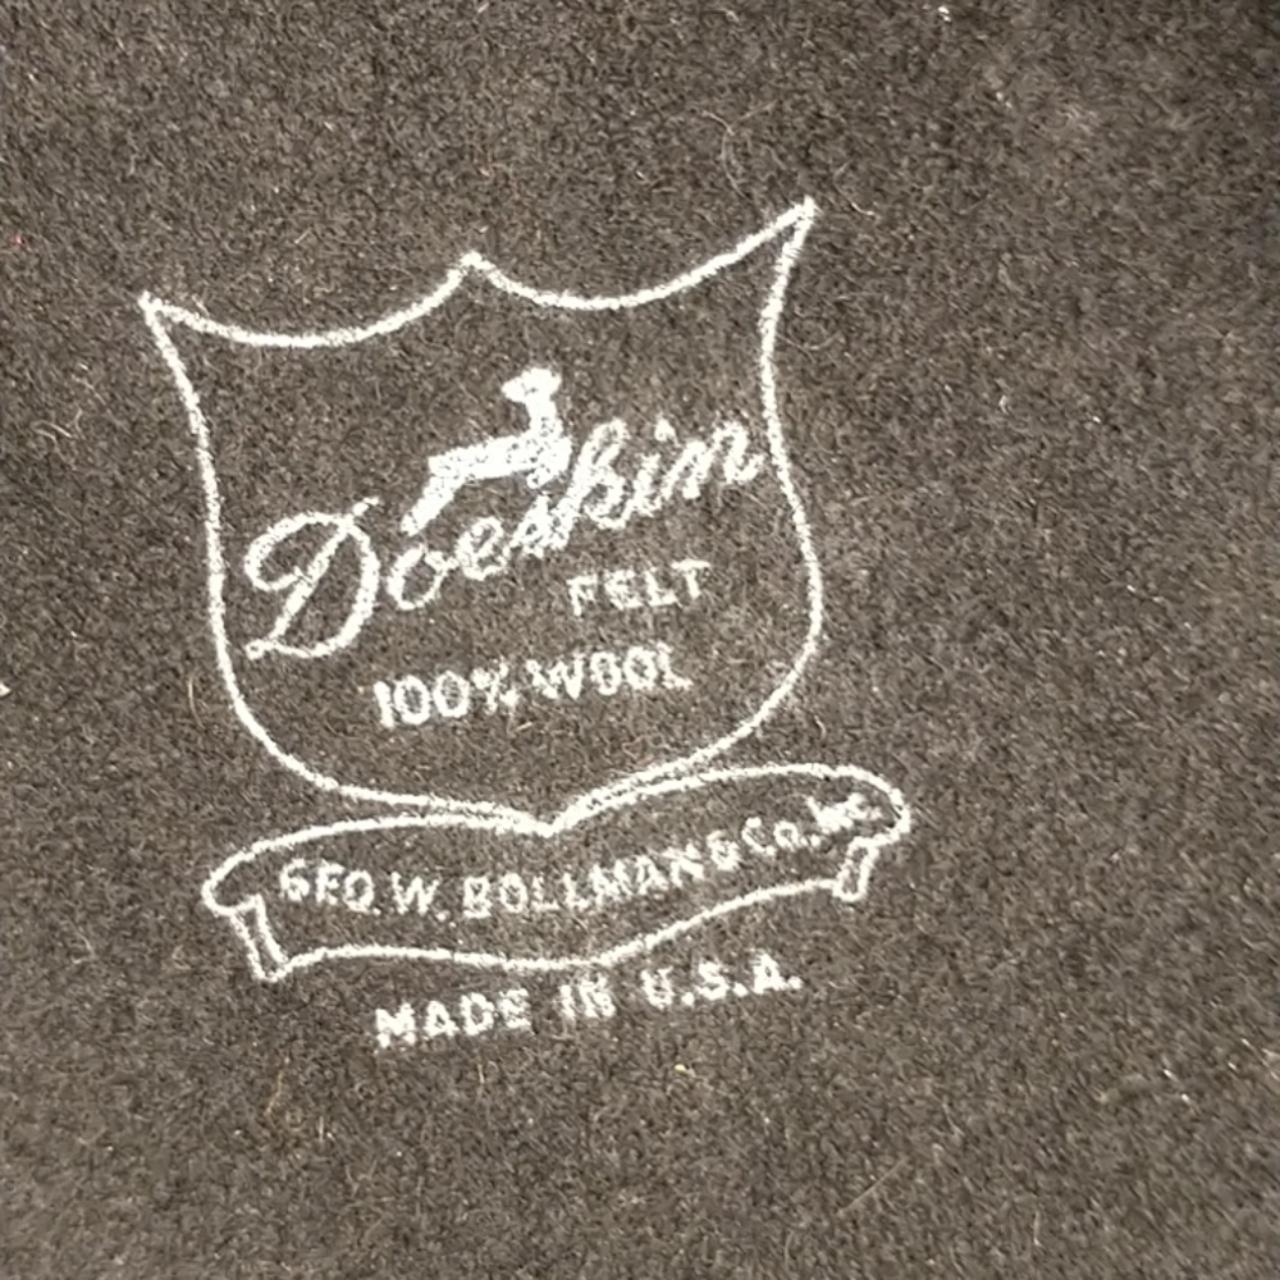 Doeskin
FELT
100% WOOL
GEO. W. BOLLMAN & Co. Inc.
MADE IN U.S.A.